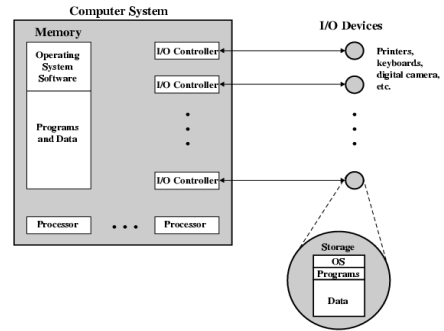 Computer System
I/O Devices
Memory
Operating
System
Software
Programs
and Data
I/O Controller
I/O Controller
I/O Controller
Printers,
keyboards,
digital camera,
etc.
Processor
Processor
Storage
OS
Programs
Data